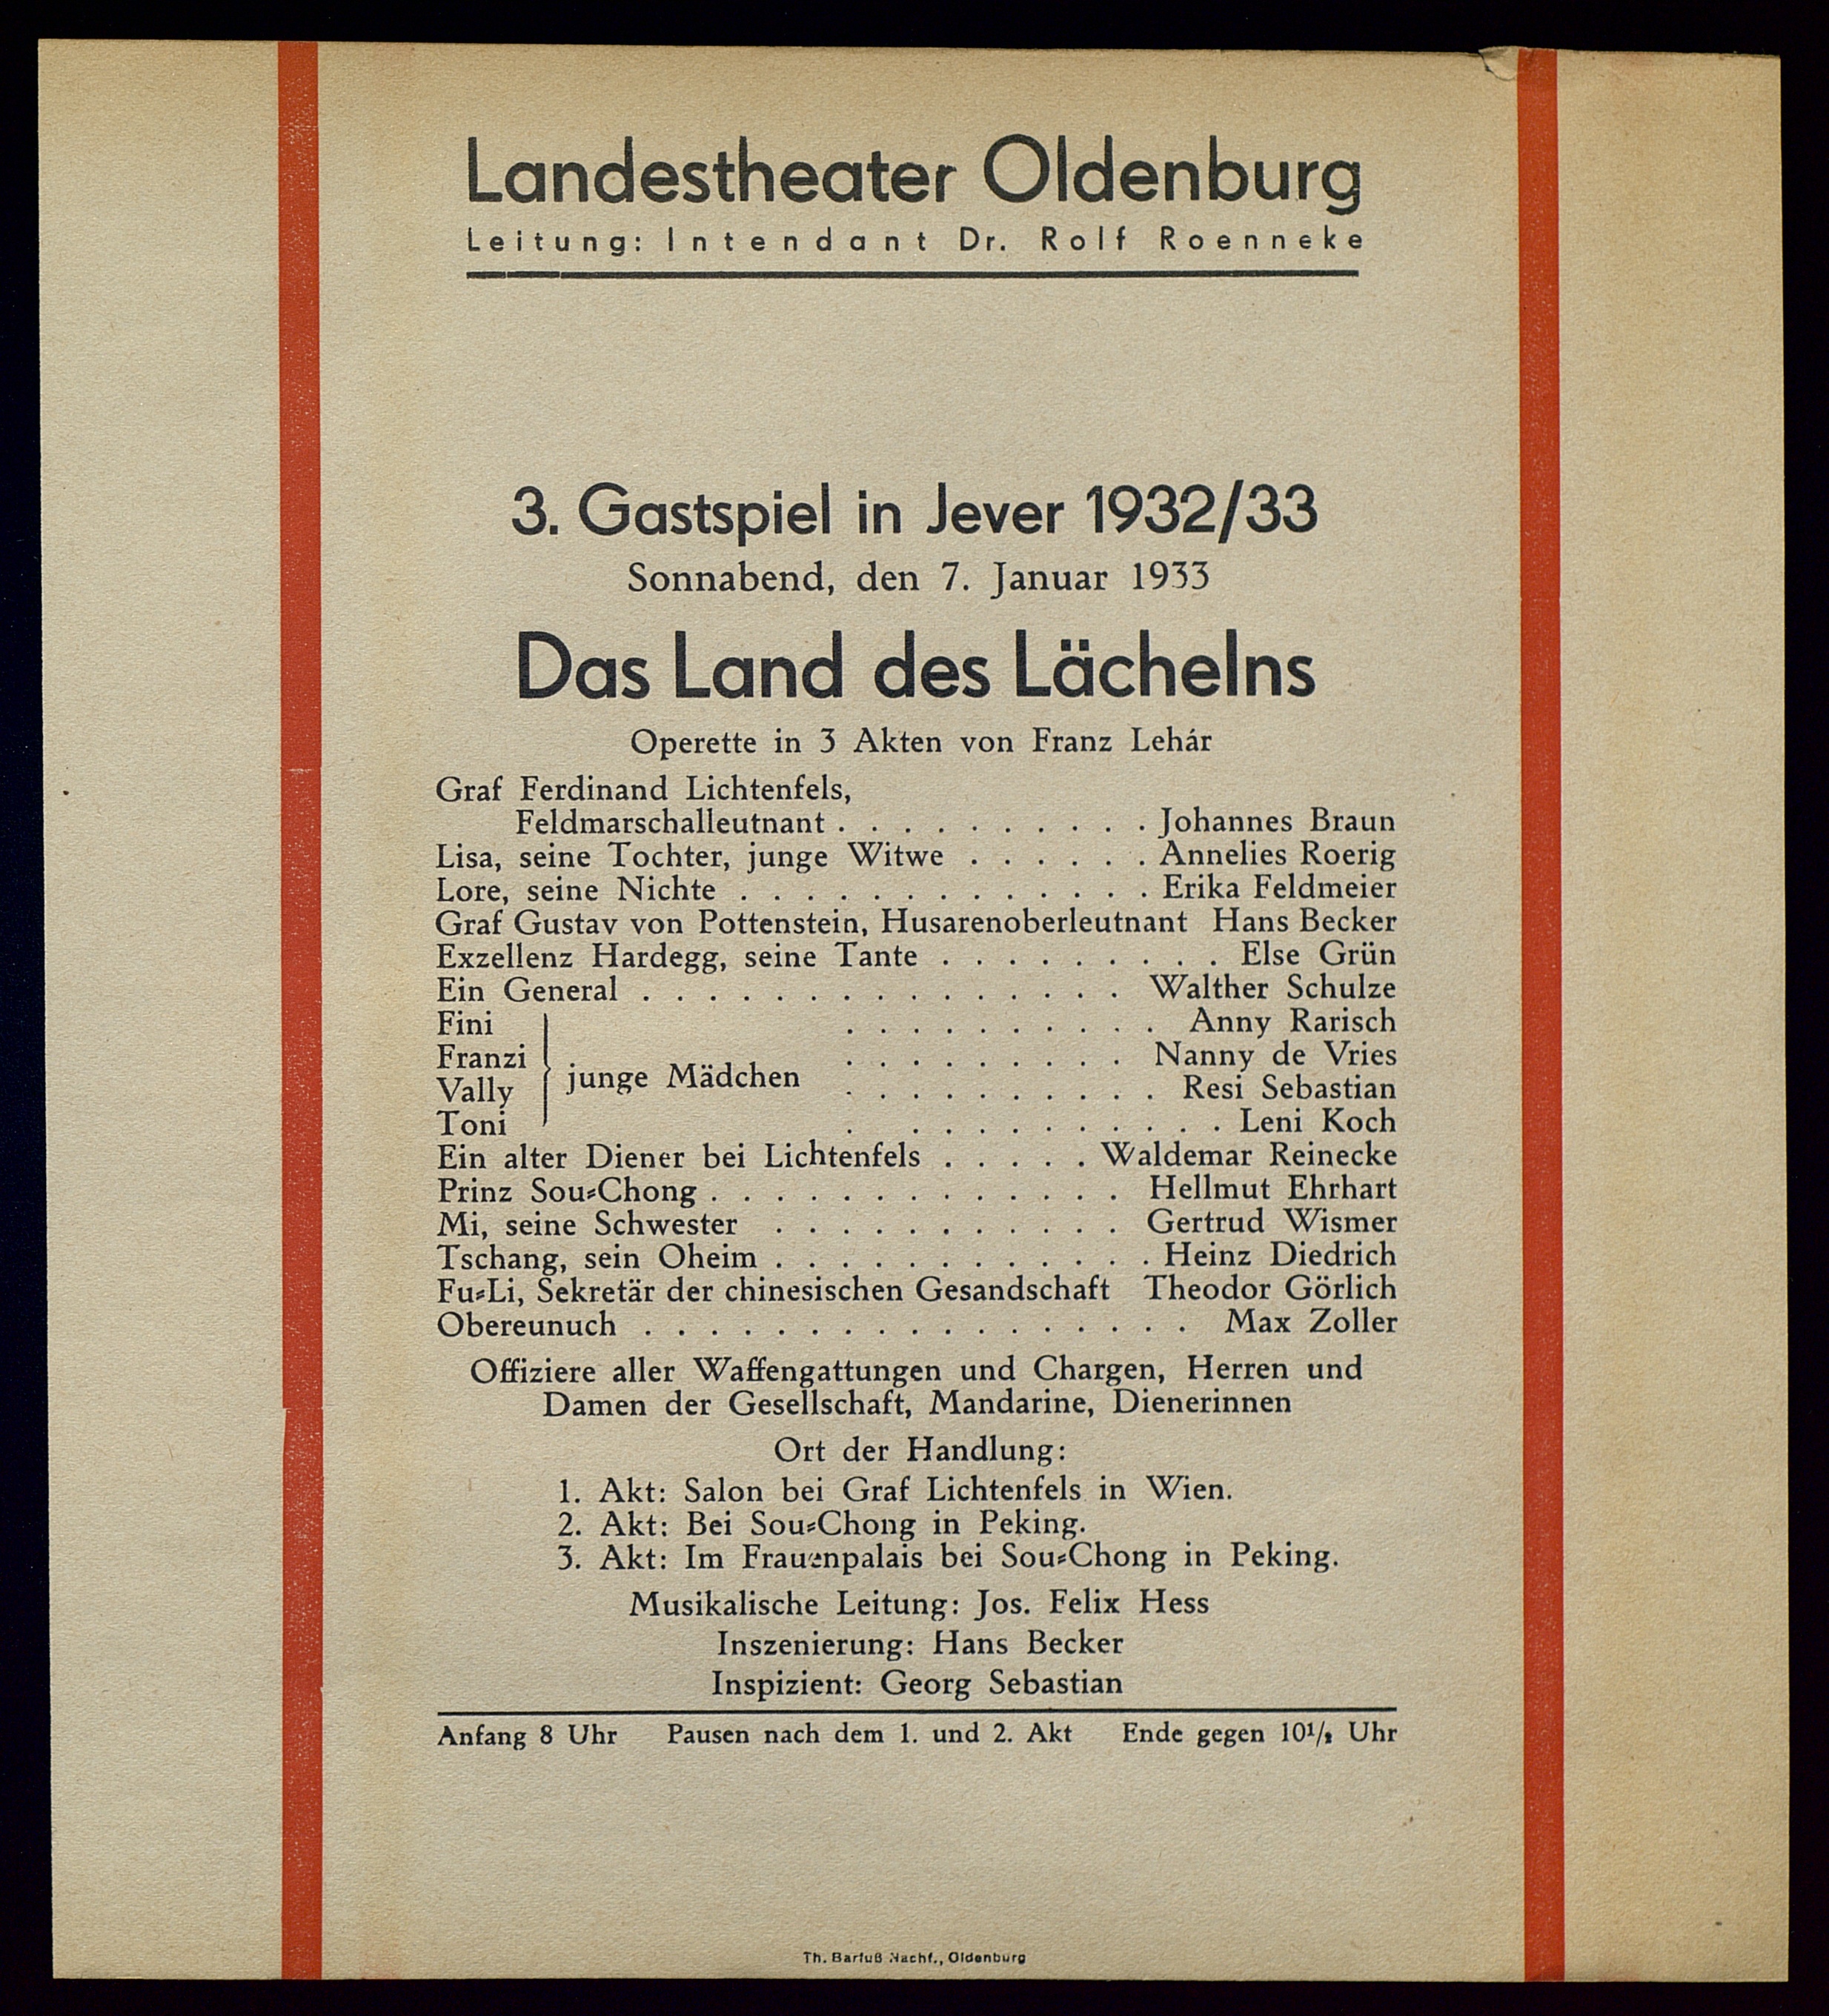 Landestheater Oldenburg
Leitung: Intendant Dr. Rolf Roenneke
3. Gastspiel in Jever 1932/33
Sonnabend, den 7. Januar 1933
Das Land des Lächelns
Operette in 3 Akten von Franz Lehár
Graf Ferdinand Lichtenfels,
Feldmarschalleutnant . . . . . . . . . . Johannes Braun
Lisa, seine Tochter, junge Witwe . . . . . . Annelies Roerig
Lore, seine Nichte . . . . . . . . . . . . . Erika Feldmeier
Graf Gustav von Pottenstein, Husarenoberleutnant Hans Becker
Exzellenz Hardegg, seine Tante . . . . . . . . . Else Grün
Ein General . . . . . . . . . . . . . . . Walther Schulze
Fini . . . . . . . . . . Anny Rarisch
Franzi . . . . . . . . . Nanny de Vries
junge Mädchen
Vally . . . . . . . . . . Resi Sebastian
Toni . . . . . . . . . . . Leni Koch
Ein alter Diener bei Lichtenfels . . . . . Waldemar Reinecke
Prinz Sou-Chong . . . . . . . . . . . . . Hellmut Ehrhart
Mi, seine Schwester . . . . . . . . . . . Gertrud Wismer
Tschang, sein Oheim . . . . . . . . . . . . Heinz Diedrich
Fu-Li, Sekretär der chinesischen Gesandschaft Theodor Görlich
Obereunuch . . . . . . . . . . . . . . . . . Max Zoller
Offiziere aller Waffengattungen und Chargen, Herren und
Damen der Gesellschaft, Mandarine, Dienerinnen
Ort der Handlung:
1. Akt: Salon bei Graf Lichtenfels in Wien.
2. Akt: Bei Sou-Chong in Peking.
3. Akt: Im Frauenpalais bei Sou-Chong in Peking.
Musikalische Leitung: Jos. Felix Hess
Inszenierung: Hans Becker
Inspizient: Georg Sebastian
Anfang 8 Uhr Pausen nach dem 1. und 2. Akt Ende gegen 10½ Uhr
Th. Barfuß Nachf., Oldenburg